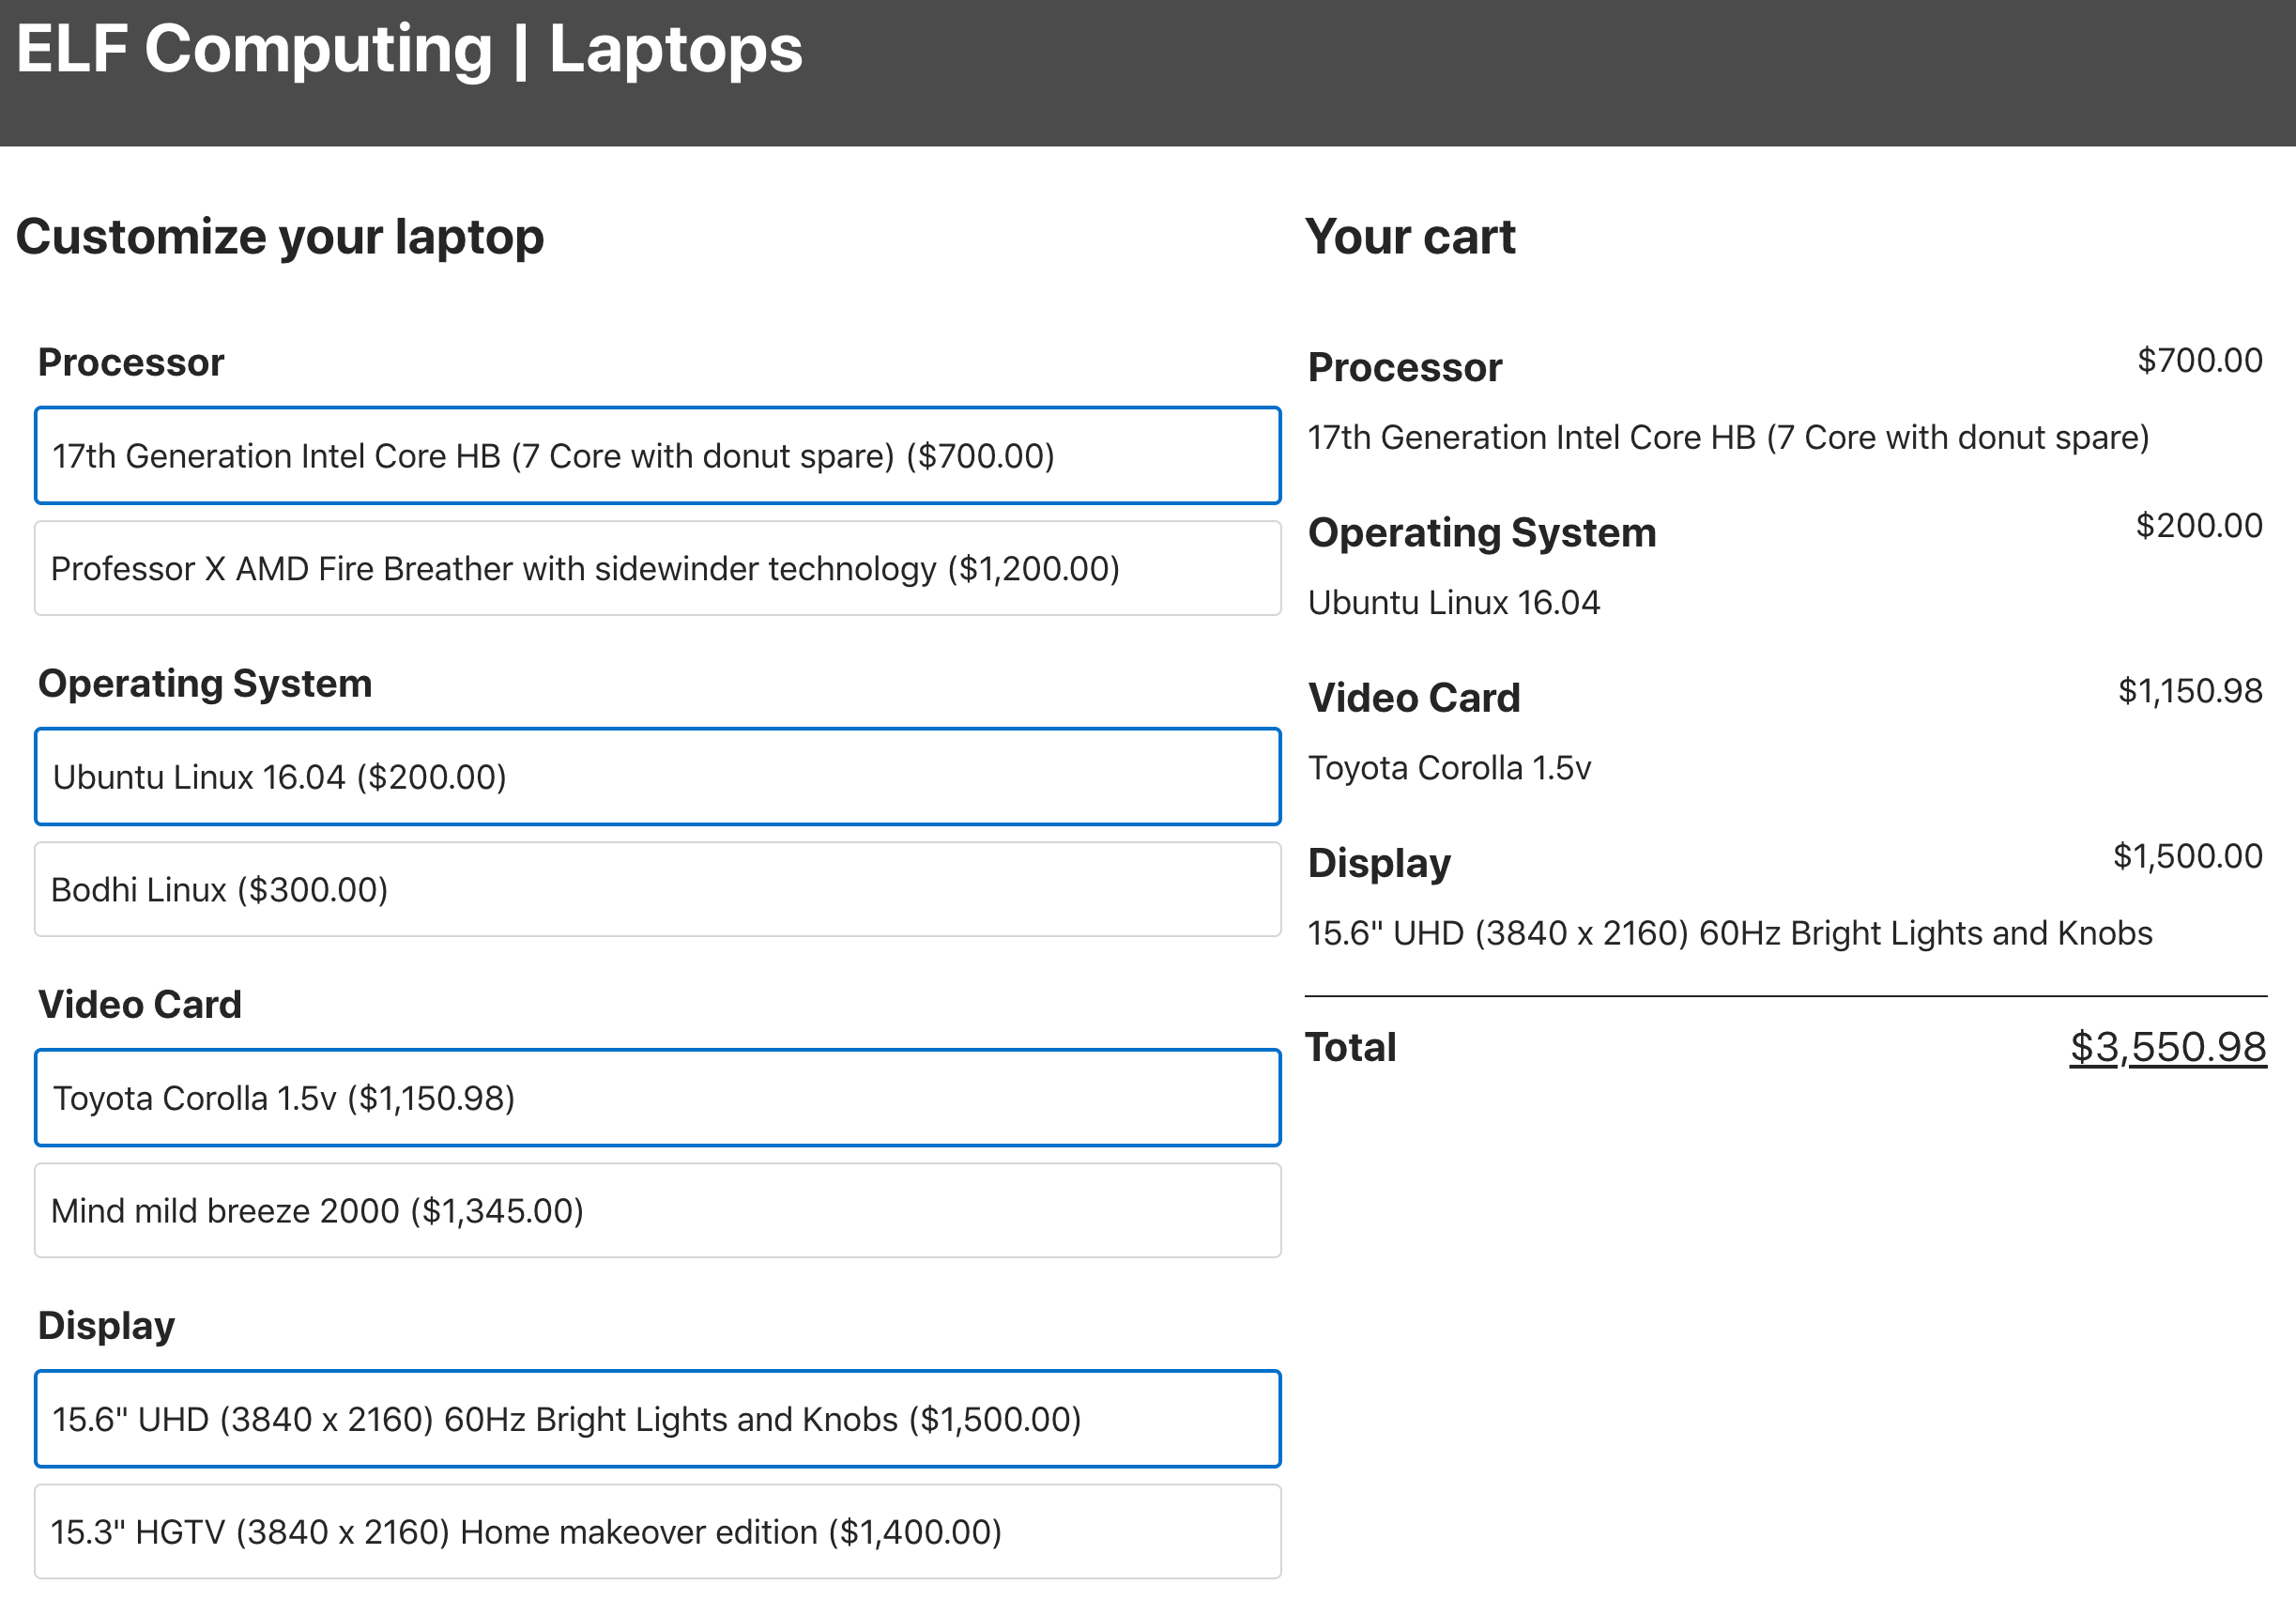 ELF Computing | Laptops
Customize your laptop
Processor
17th Generation Intel Core HB (7 Core with donut spare) ($700.00)
Professor X AMD Fire Breather with sidewinder technology ($1,200.00)
Operating System
Ubuntu Linux 16.04 ($200.00)
Bodhi Linux ($300.00)
Video Card
Toyota Corolla 1.5v ($1,150.98)
Mind mild breeze 2000 ($1,345.00)
Display
15.6" UHD (3840 x 2160) 60Hz Bright Lights and Knobs ($1,500.00)
15.3" HGTV (3840 x 2160) Home makeover edition ($1,400.00)
Your cart
Processor $700.00
17th Generation Intel Core HB (7 Core with donut spare)
Operating System $200.00
Ubuntu Linux 16.04
Video Card $1,150.98
Toyota Corolla 1.5v
Display $1,500.00
15.6" UHD (3840 x 2160) 60Hz Bright Lights and Knobs
Total $3,550.98